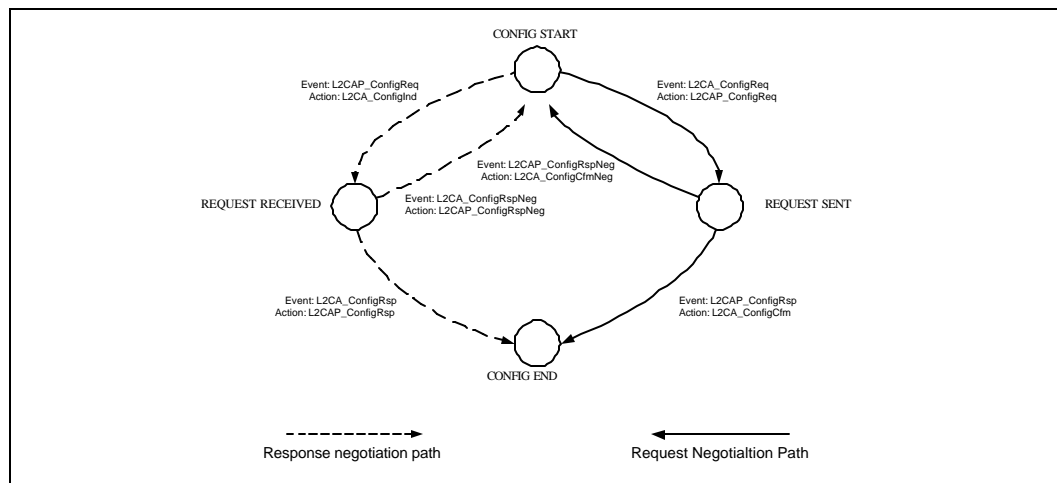 CONFIG START
Event: L2CAP_ConfigReq
Action: L2CA_ConfigInd
Event: L2CA_ConfigReq
Action: L2CAP_ConfigReq
Event: L2CAP_ConfigRspNeg
Action: L2CA_ConfigCfmNeg
REQUEST RECEIVED
Event: L2CA_ConfigRspNeg
Action: L2CAP_ConfigRspNeg
REQUEST SENT
Event: L2CA_ConfigRsp
Action: L2CAP_ConfigRsp
Event: L2CAP_ConfigRsp
Action: L2CA_ConfigCfm
CONFIG END
Response negotiation path
Request Negotialtion Path